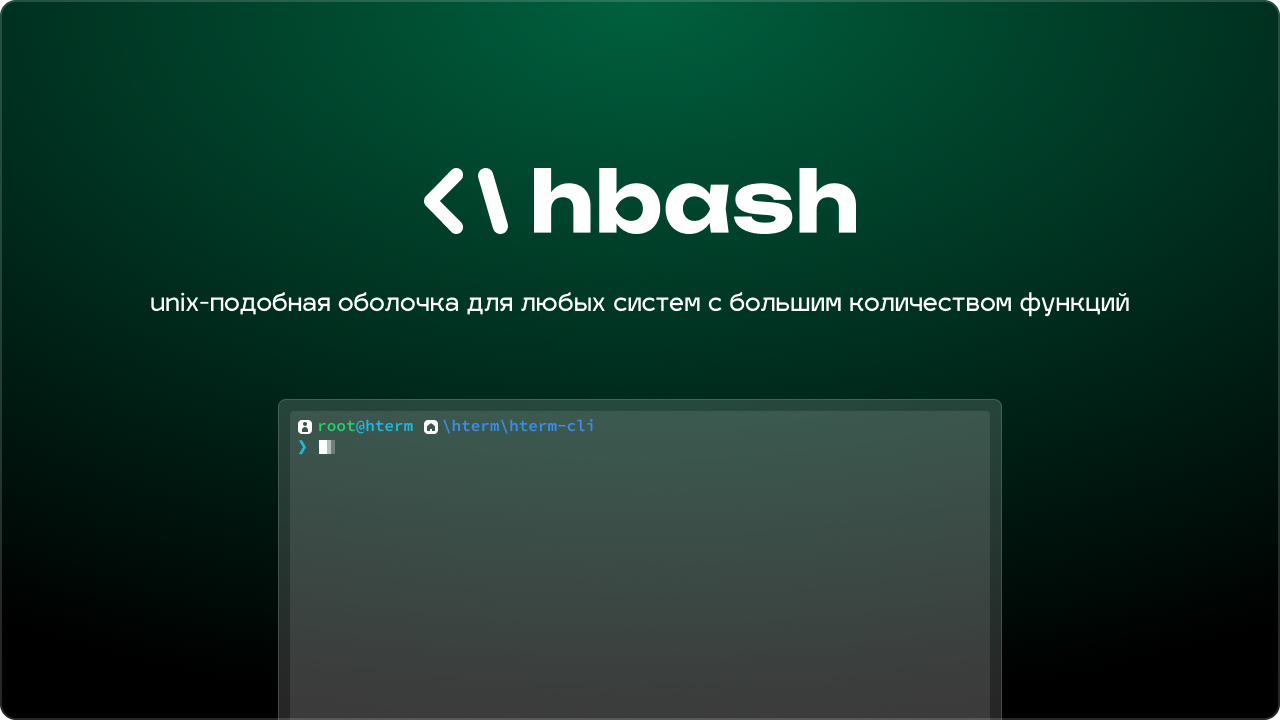 hbash
unix-подобная оболочка для любых систем с большим количеством функций
root@hterm \hterm\hterm-cli
❯